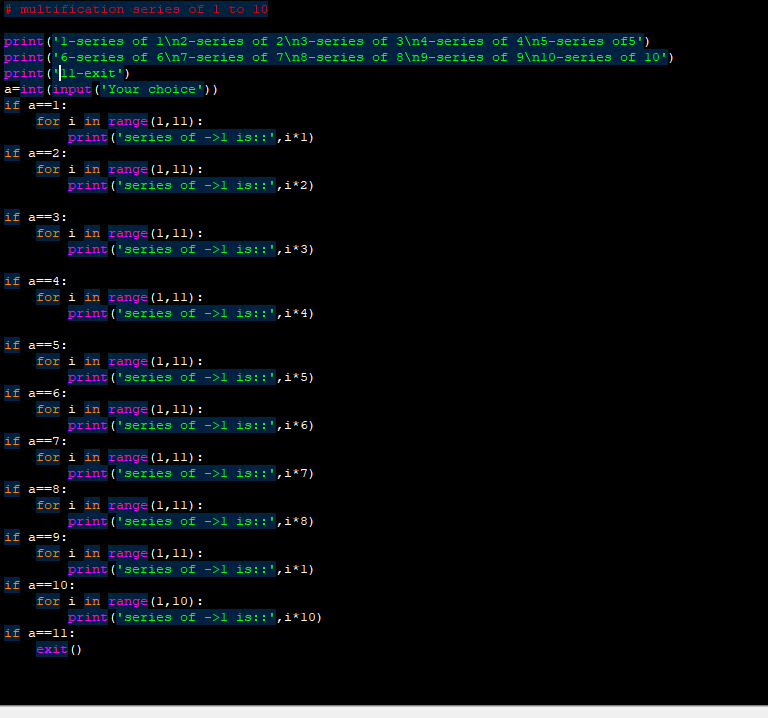 # multification series of 1 to 10
print('1-series of 1\n2-series of 2\n3-series of 3\n4-series of 4\n5-series of5')
print('6-series of 6\n7-series of 7\n8-series of 8\n9-series of 9\n10-series of 10')
print('11-exit')
a=int(input('Your choice'))
if a==1:
    for i in range(1,11):
        print('series of ->1 is::',i*1)
if a==2:
    for i in range(1,11):
        print('series of ->1 is::',i*2)
if a==3:
    for i in range(1,11):
        print('series of ->1 is::',i*3)
if a==4:
    for i in range(1,11):
        print('series of ->1 is::',i*4)
if a==5:
    for i in range(1,11):
        print('series of ->1 is::',i*5)
if a==6:
    for i in range(1,11):
        print('series of ->1 is::',i*6)
if a==7:
    for i in range(1,11):
        print('series of ->1 is::',i*7)
if a==8:
    for i in range(1,11):
        print('series of ->1 is::',i*8)
if a==9:
    for i in range(1,11):
        print('series of ->1 is::',i*1)
if a==10:
    for i in range(1,10):
        print('series of ->1 is::',i*10)
if a==11:
    exit()